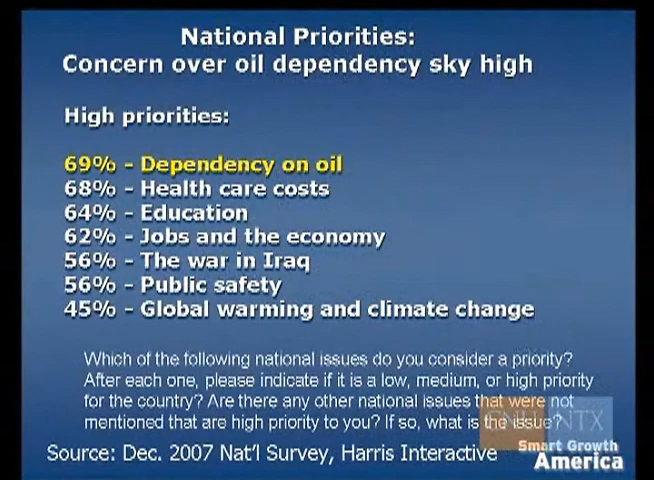 National Priorities:
Concern over oil dependency sky high
High priorities:
69% - Dependency on oil
68% - Health care costs
64% - Education
62% - Jobs and the economy
56% - The war in Iraq
56% - Public safety
45% - Global warming and climate change
Which of the following national issues do you consider a priority?
After each one, please indicate if it is a low, medium, or high priority
for the country? Are there any other national issues that were not
mentioned that are high priority to you? If so, what is the issue?
CNU NTX
Source: Dec. 2007 Nat'l Survey, Harris Interactive
Smart Growth
America